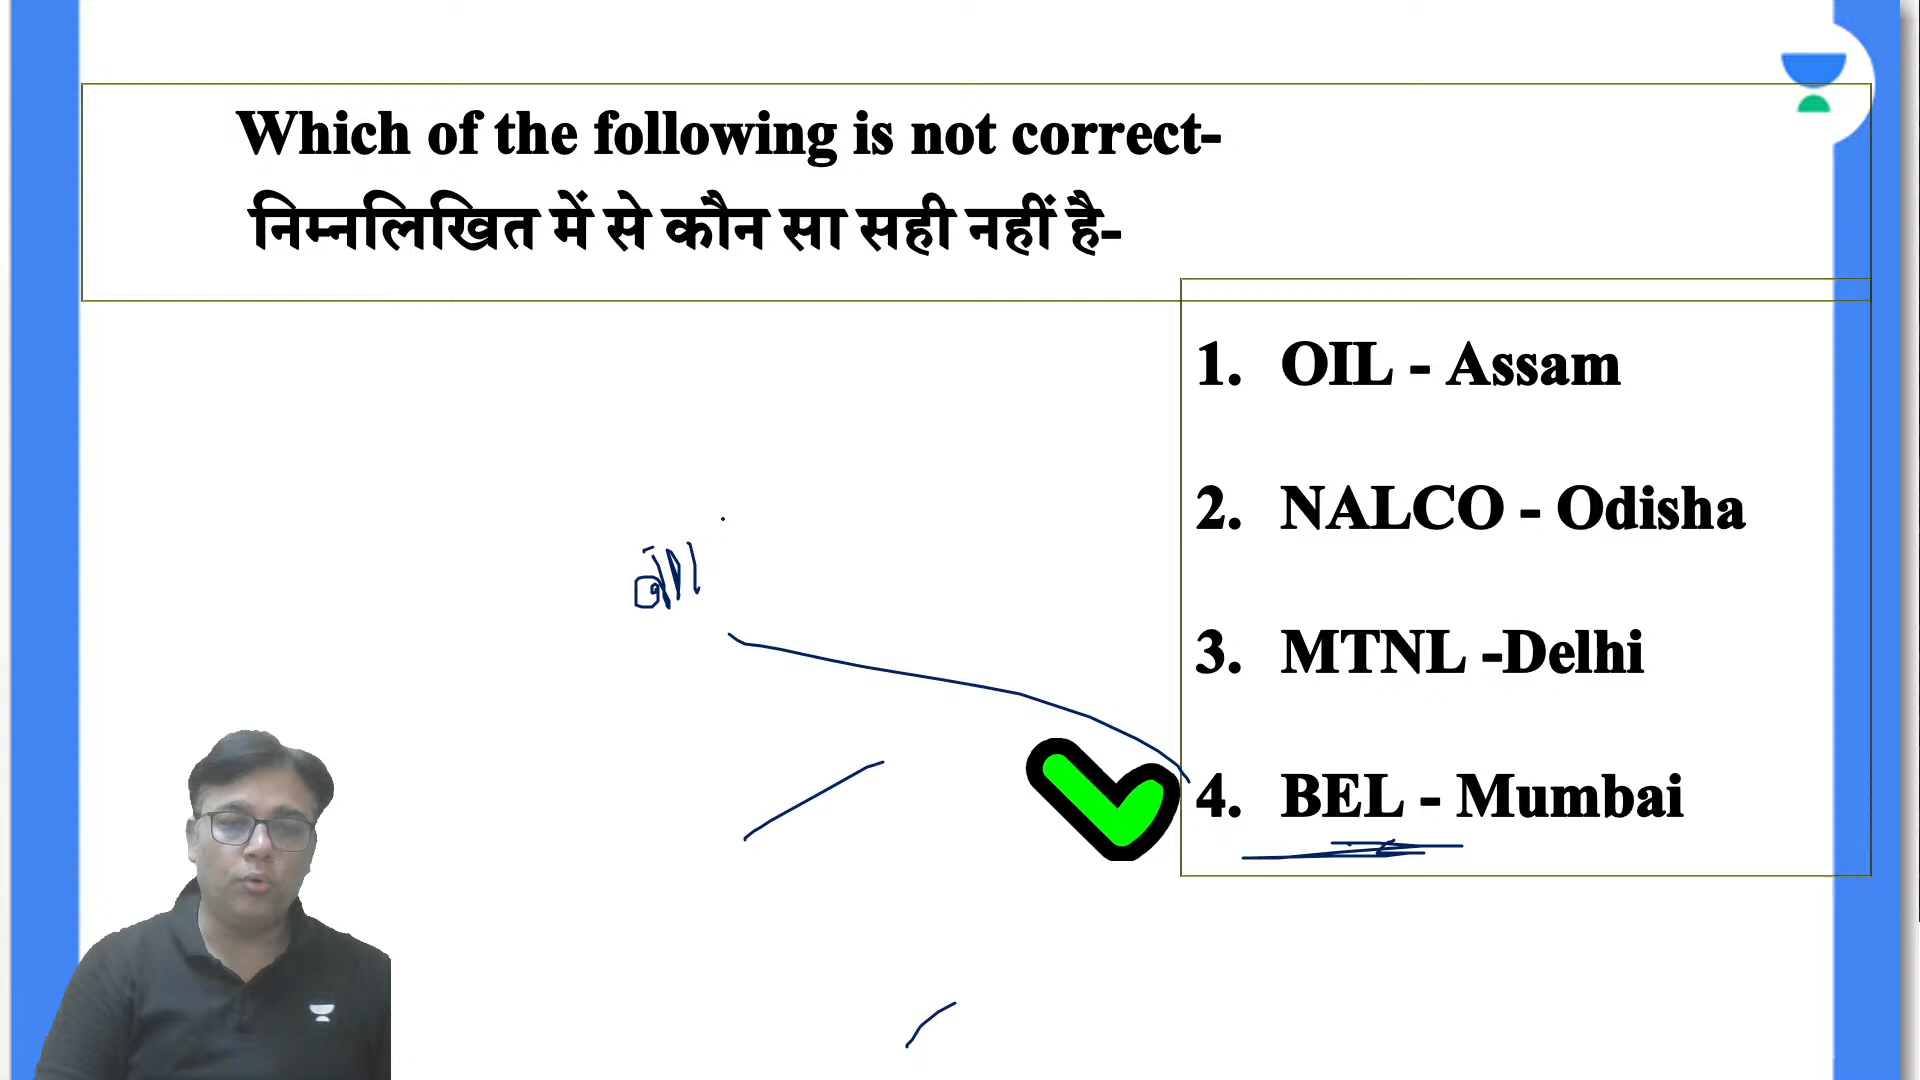 Which of the following is not correct-
निम्नलिखित में से कौन सा सही नहीं है-
1. OIL - Assam
2. NALCO - Odisha
3. MTNL -Delhi
4. BEL - Mumbai